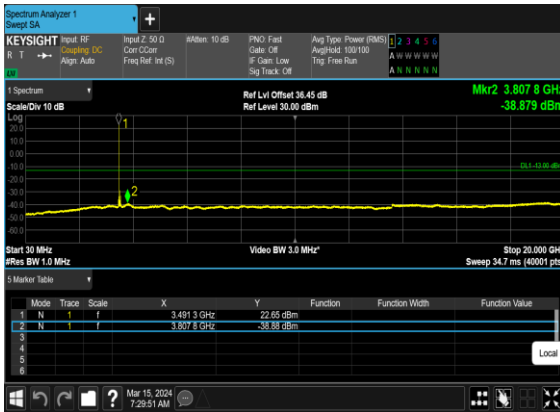 Spectrum Analyzer 1
Swept SA
+
KEYSIGHT
R T
Input: RF
Coupling: DC
Align: Auto
Input Z: 50 Ω
Corr CCorr
Freq Ref: Int (S)
#Atten: 10 dB
PNO: Fast
Gate: Off
IF Gain: Low
Sig Track: Off
Avg Type: Power (RMS)
Avg|Hold: 100/100
Trig: Free Run
1 2 3 4 5 6
A W W W W W
A N N N N N
1 Spectrum
Scale/Div 10 dB
Ref Lvl Offset 36.45 dB
Ref Level 30.00 dBm
Mkr2 3.807 8 GHz
-38.879 dBm
Log
20.0
10.0
0.00
-10.0
-20.0
-30.0
-40.0
-50.0
-60.0
1
2
DL1 -13.00 dBm
Start 30 MHz
#Res BW 1.0 MHz
Video BW 3.0 MHz*
Stop 20.000 GHz
Sweep 34.7 ms (40001 pts)
5 Marker Table
Mode Trace Scale X Y Function Function Width Function Value
1 N 1 f 3.491 3 GHz 22.65 dBm
2 N 1 f 3.807 8 GHz -38.88 dBm
3
4
5
6
Local
?
Mar 15, 2024
7:29:51 AM